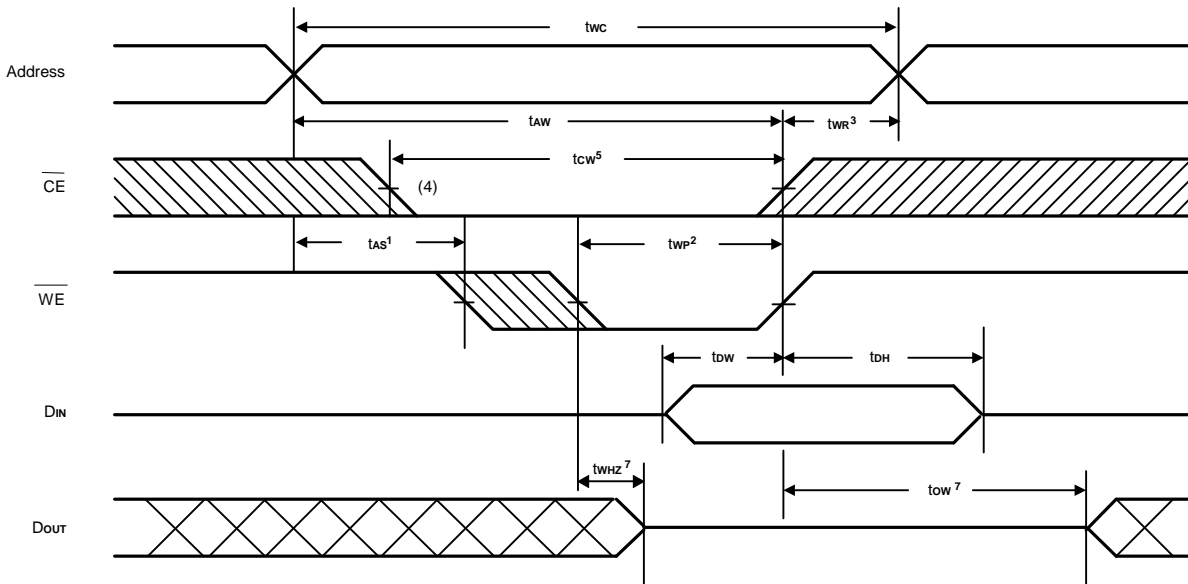 tWC
Address
tAW
tWR3
tCW5
CE
(4)
tAS1
tWP2
WE
tDW
tDH
DIN
tWHZ 7
tOW 7
DOUT